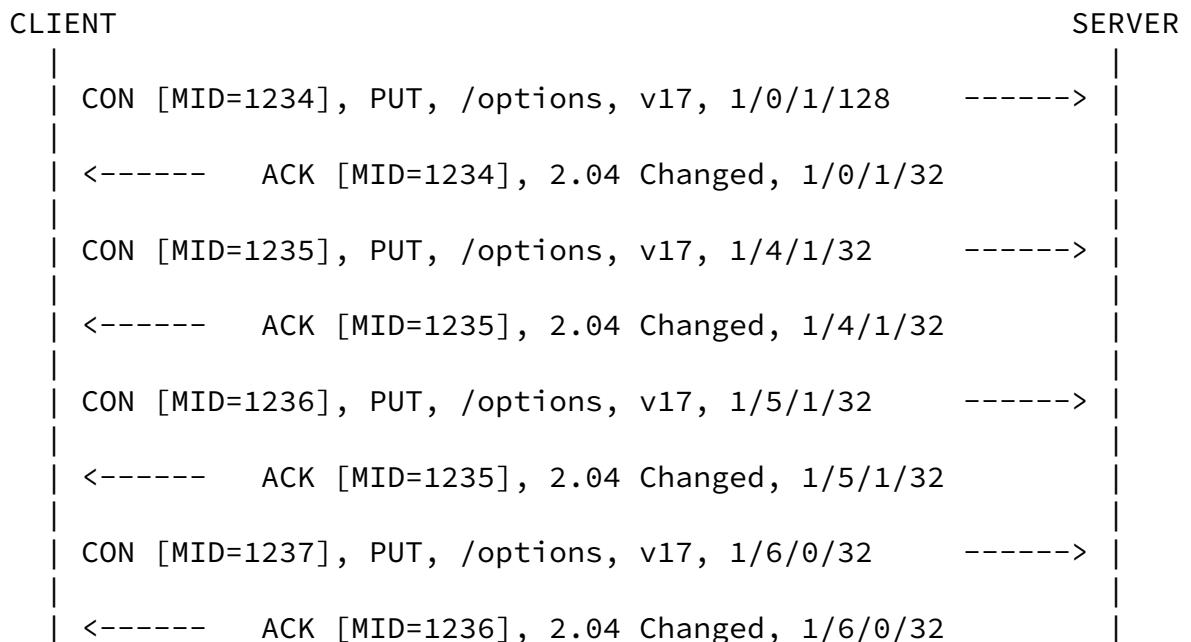 CLIENT                                                     SERVER
  |                                                          |
  | CON [MID=1234], PUT, /options, v17, 1/0/1/128    ------> |
  |                                                          |
  | <------   ACK [MID=1234], 2.04 Changed, 1/0/1/32         |
  |                                                          |
  | CON [MID=1235], PUT, /options, v17, 1/4/1/32     ------> |
  |                                                          |
  | <------   ACK [MID=1235], 2.04 Changed, 1/4/1/32         |
  |                                                          |
  | CON [MID=1236], PUT, /options, v17, 1/5/1/32     ------> |
  |                                                          |
  | <------   ACK [MID=1235], 2.04 Changed, 1/5/1/32         |
  |                                                          |
  | CON [MID=1237], PUT, /options, v17, 1/6/0/32     ------> |
  |                                                          |
  | <------   ACK [MID=1236], 2.04 Changed, 1/6/0/32         |